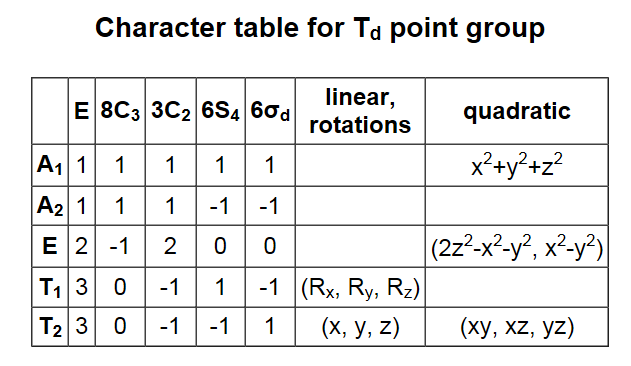 Character table for T₍d₎ point group
E 8C₃ 3C₂ 6S₄ 6σd linear, rotations quadratic
A₁ 1 1 1 1 1 x²+y²+z²
A₂ 1 1 1 -1 -1
E 2 -1 2 0 0 (2z²-x²-y², x²-y²)
T₁ 3 0 -1 1 -1 (Rₓ, Ry, Rz)
T₂ 3 0 -1 -1 1 (x, y, z) (xy, xz, yz)